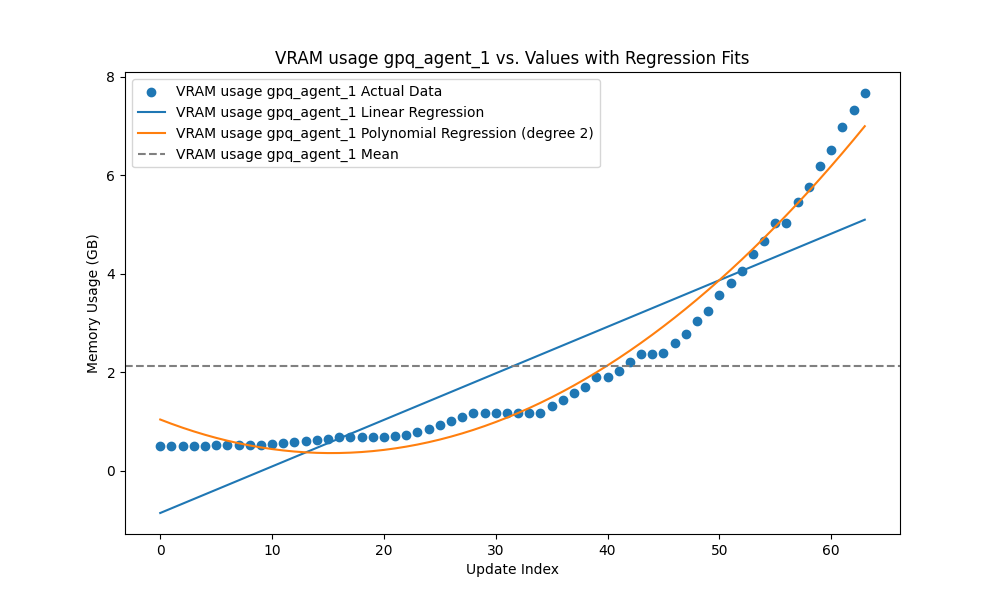 VRAM usage gpq_agent_1 vs. Values with Regression Fits
VRAM usage gpq_agent_1 Actual Data
VRAM usage gpq_agent_1 Linear Regression
VRAM usage gpq_agent_1 Polynomial Regression (degree 2)
VRAM usage gpq_agent_1 Mean
Memory Usage (GB)
8
6
4
2
0
0 10 20 30 40 50 60
Update Index